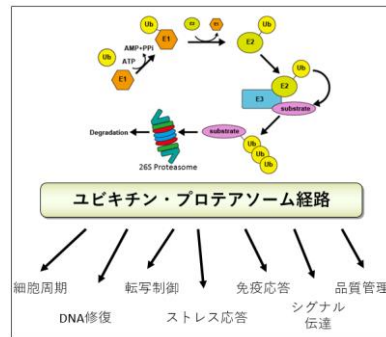 Ub
E1
Ub
AMP+PPi
ATP
E1
E2
E1
Ub
E2
Ub
E2
E3
substrate
substrate
Ub
Ub
Ub
Degradation
26S Proteasome
ユビキチン・プロテアソーム経路
細胞周期
転写制御
免疫応答
品質管理
DNA修復
ストレス応答
シグナル
伝達